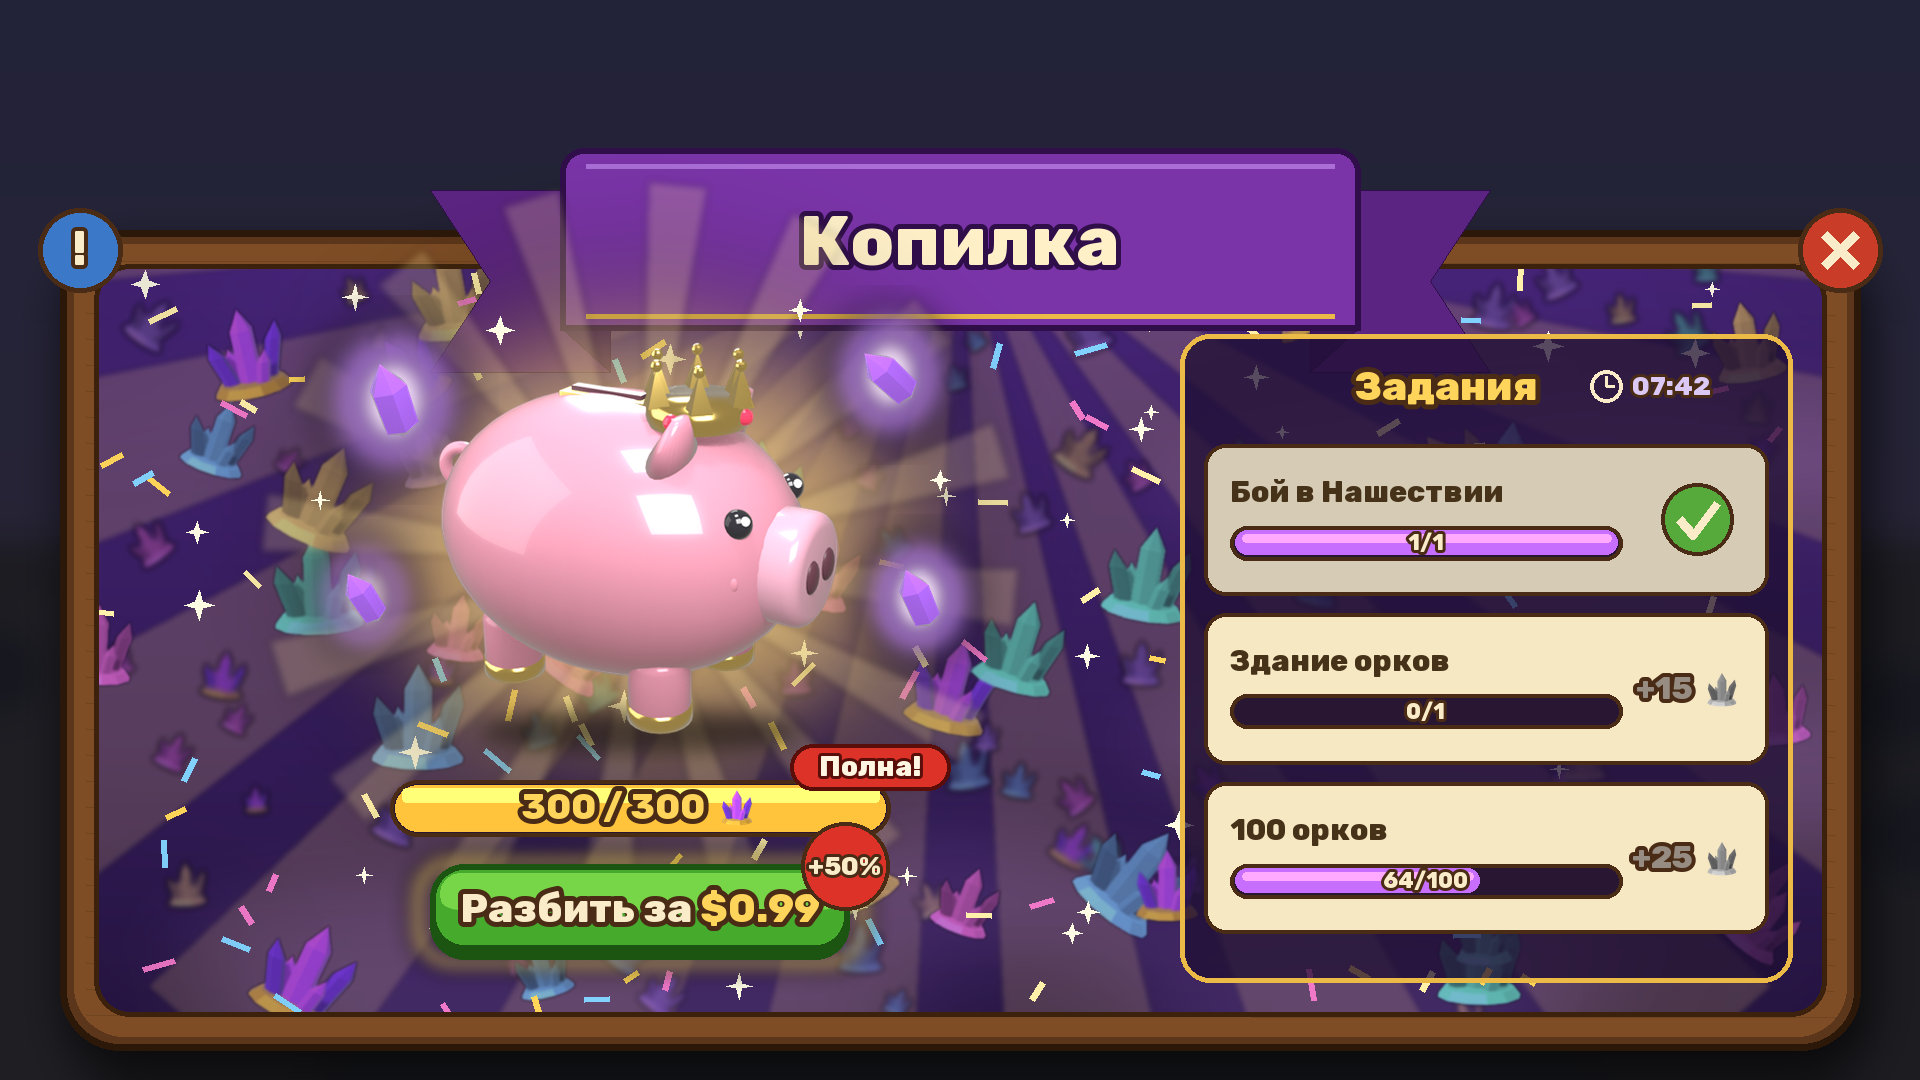 Копилка
!
Задания
07:42
Бой в Нашествии
1/1
Здание орков
0/1
+15
100 орков
64/100
+25
Полна!
300/300
+50%
Разбить за $0.99